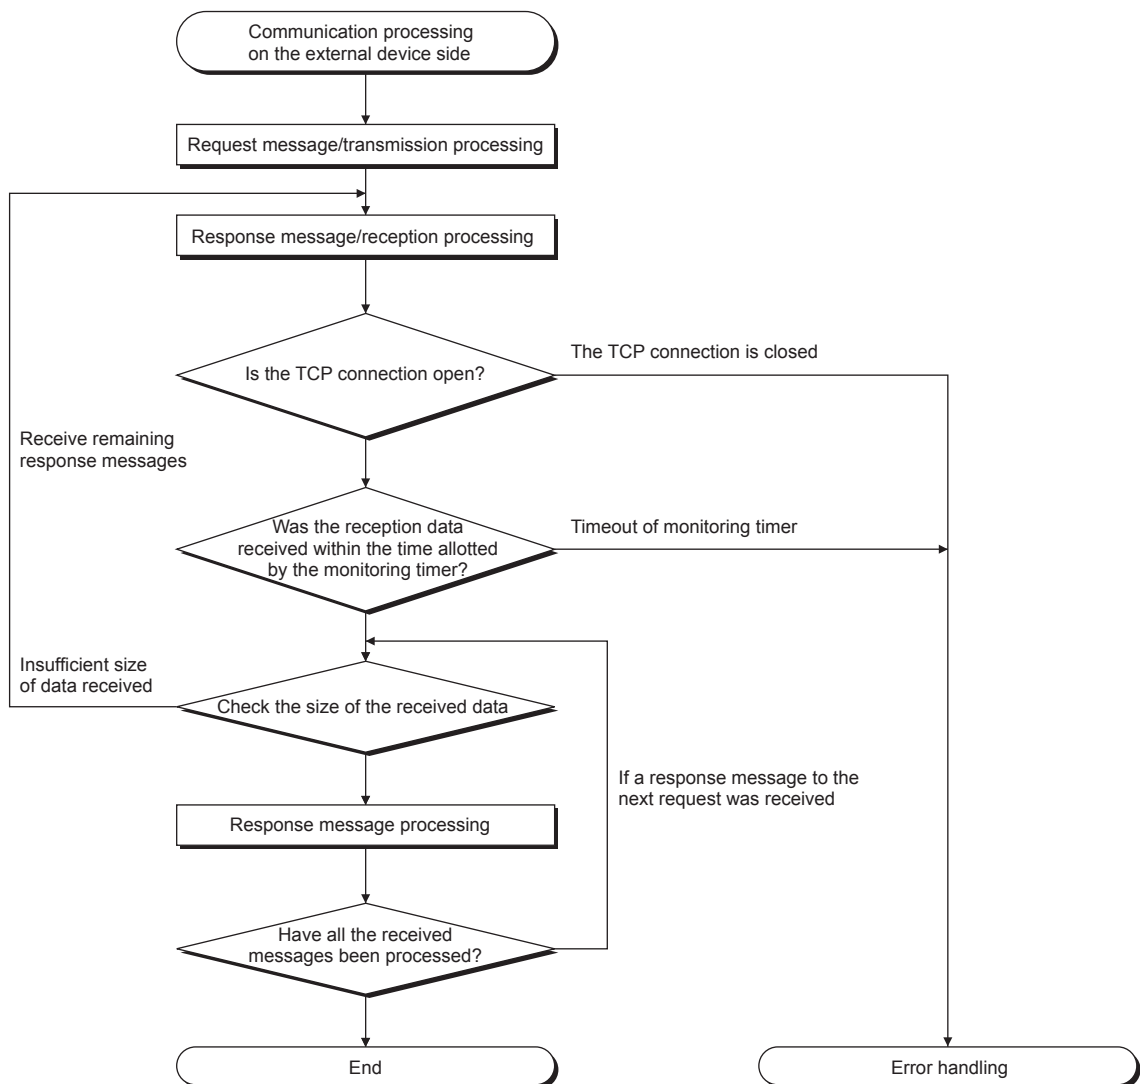 Communication processing
on the external device side
Request message/transmission processing
Response message/reception processing
Is the TCP connection open?
The TCP connection is closed
Receive remaining
response messages
Was the reception data
received within the time allotted
by the monitoring timer?
Timeout of monitoring timer
Insufficient size
of data received
Check the size of the received data
If a response message to the
next request was received
Response message processing
Have all the received
messages been processed?
End
Error handling